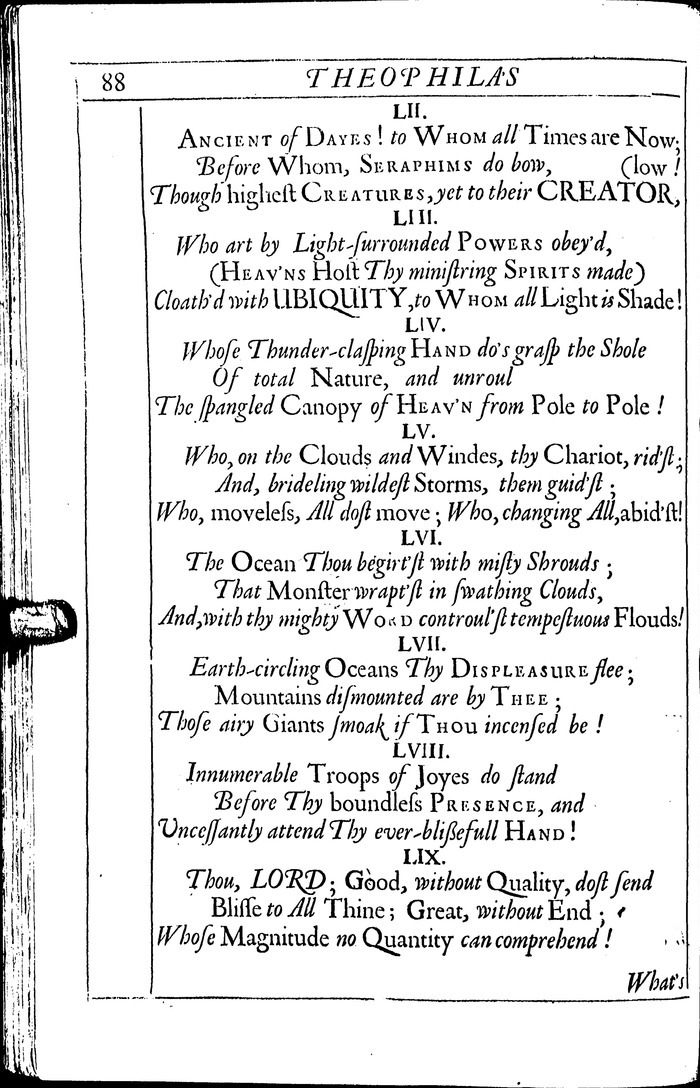 88 THEOPHILA'S
LII.
ANCIENT of DAYES! to WHOM all Times are Now;
Before Whom, SERAPHIMS do bow, (low!
Though higheſt CREATURES, yet to their CREATOR,
LIII.
Who art by Light-ſurrounded POWERS obey'd,
(HEAV'NS Hoſt Thy miniſtring SPIRITS made)
Cloath'd with UBIQUITY, to WHOM all Light is Shade!
LIV.
Whoſe Thunder-claſping HAND do's graſp the Shole
Of total Nature, and unroul
The ſpangled Canopy of HEAV'N from Pole to Pole!
LV.
Who, on the Clouds and Windes, thy Chariot, rid'ſt;
And, brideling wildeſt Storms, them guid'ſt;
Who, moveleſs, All doſt move; Who, changing All, abid'ſt!
LVI.
The Ocean Thou begirt'ſt with miſty Shrouds;
That Monſter wrapt'ſt in ſwathing Clouds,
And, with thy mighty WORD controul'ſt tempeſtuous Flouds!
LVII.
Earth-circling Oceans Thy DISPLEASURE flee;
Mountains diſmounted are by THEE;
Thoſe airy Giants ſmoak if THOU incenſed be!
LVIII.
Innumerable Troops of Joyes do ſtand
Before Thy boundleſs PRESENCE, and
Unceſſantly attend Thy ever-blißefull HAND!
LIX.
Thou, LORD; Good, without Quality, doſt ſend
Bliſſe to All Thine; Great, without End;
Whoſe Magnitude no Quantity can comprehend!
What's